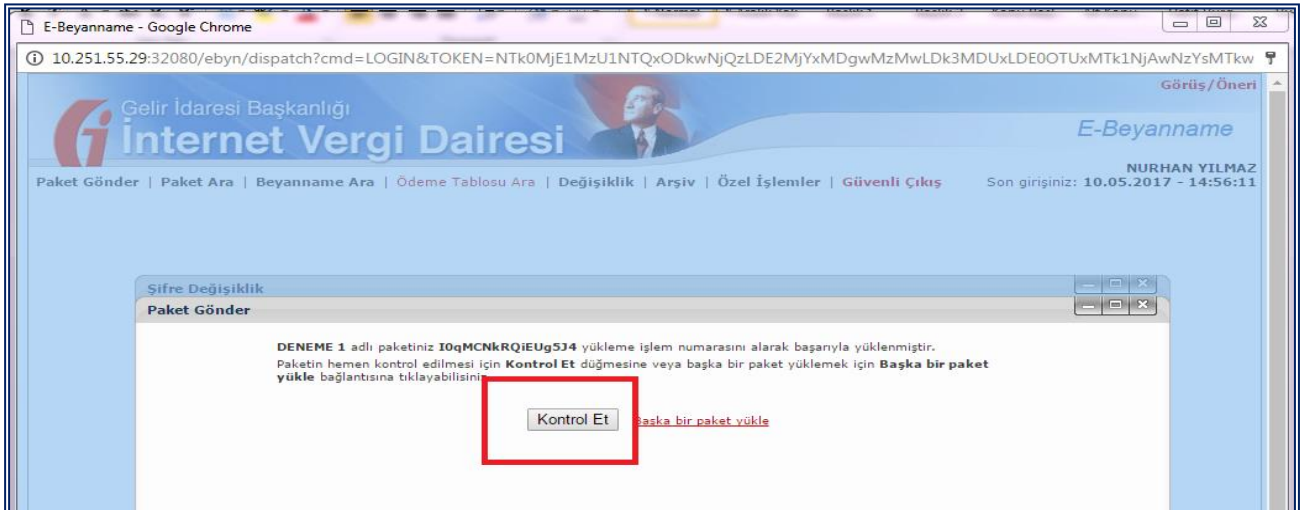 E-Beyanname - Google Chrome
10.251.55.29:32080/ebyn/dispatch?cmd=LOGIN&TOKEN=NTk0MjE1MzU1NTQxODkwNjQzLDE2MjYxMDgwMzMwLDk3MDUxLDE0OTUxMTk1NjAwNzYsMTkw
Görüş/Öneri
Gelir İdaresi Başkanlığı
İnternet Vergi Dairesi
E-Beyanname
NURHAN YILMAZ
Paket Gönder | Paket Ara | Beyanname Ara | Ödeme Tablosu Ara | Değişiklik | Arşiv | Özel İşlemler | Güvenli Çıkış
Son girişiniz: 10.05.2017 - 14:56:11
Şifre Değişiklik
Paket Gönder
DENEME 1 adlı paketiniz I0qMCNkRQiEUg5J4 yükleme işlem numarasını alarak başarıyla yüklenmiştir.
Paketin hemen kontrol edilmesi için Kontrol Et düğmesine veya başka bir paket yüklemek için Başka bir paket
yükle bağlantısına tıklayabilisiniz
Kontrol Et
Başka bir paket yükle